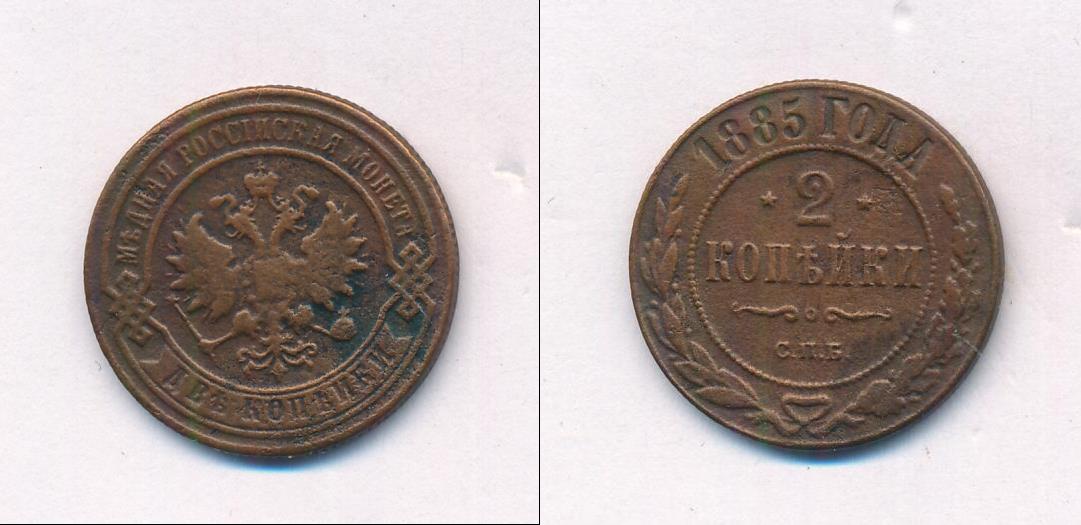 МѢДНАЯ РОССІЙСКАЯ МОНЕТА
ДВѢ КОПѢЙКИ
1885 ГОДА
2
КОПѢЙКИ
С.П.Б.